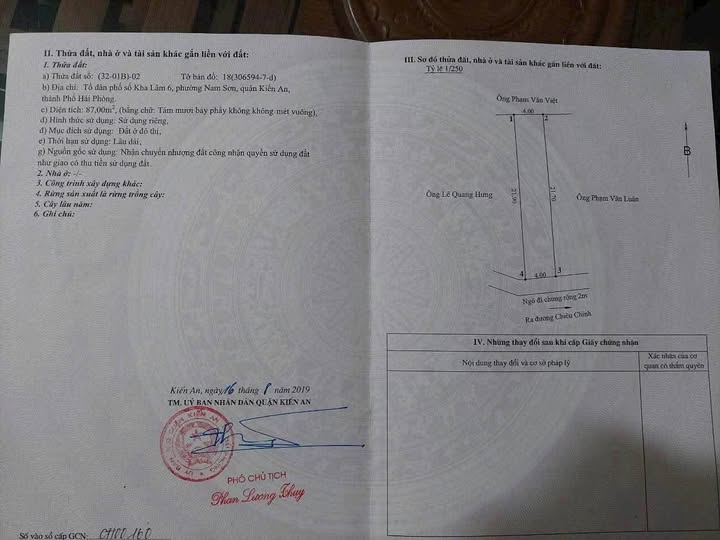 II. Thửa đất, nhà ở và tài sản khác gắn liền với đất:
1. Thửa đất:
a) Thửa đất số: (32-01B)-02 Tờ bản đồ: 18(306594-7-d)
b) Địa chỉ: Tổ dân phố số Kha Lâm 6, phường Nam Sơn, quận Kiến An,
thành Phố Hải Phòng.
c) Diện tích: 87,00m², (bằng chữ: Tám mươi bảy phẩy không không mét vuông),
d) Hình thức sử dụng: Sử dụng riêng,
đ) Mục đích sử dụng: Đất ở đô thị,
e) Thời hạn sử dụng: Lâu dài,
g) Nguồn gốc sử dụng: Nhận chuyển nhượng đất công nhận quyền sử dụng đất
như giao có thu tiền sử dụng đất.
2. Nhà ở: -/-
3. Công trình xây dựng khác:
4. Rừng sản xuất là rừng trồng cây:
5. Cây lâu năm:
6. Ghi chú:
Kiến An, ngày 16 tháng 8 năm 2019
TM. UỶ BAN NHÂN DÂN QUẬN KIẾN AN
PHÓ CHỦ TỊCH
Phan Lương Thuy
Số vào sổ cấp GCN: CH00160
III. Sơ đồ thửa đất, nhà ở và tài sản khác gắn liền với đất:
Tỷ lệ 1/250
Ông Phạm Văn Việt
4.00
1 2
B
Ông Lê Quang Hưng
21.90
21.70
Ông Phạm Văn Luân
4 4.00 3
Ngõ đi chung rộng 2m
Ra đường Chiêu Chinh
IV. Những thay đổi sau khi cấp Giấy chứng nhận
Nội dung thay đổi và cơ sở pháp lý
Xác nhận của cơ
quan có thẩm quyền